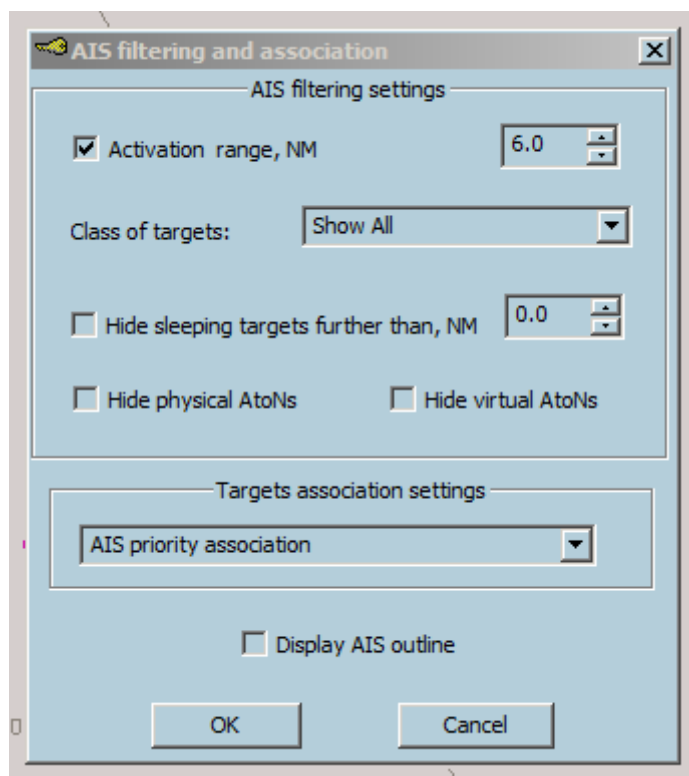 AIS filtering and association
AIS filtering settings
Activation range, NM 6.0
Class of targets: Show All
Hide sleeping targets further than, NM 0.0
Hide physical AtoNs Hide virtual AtoNs
Targets association settings
AIS priority association
Display AIS outline
OK Cancel